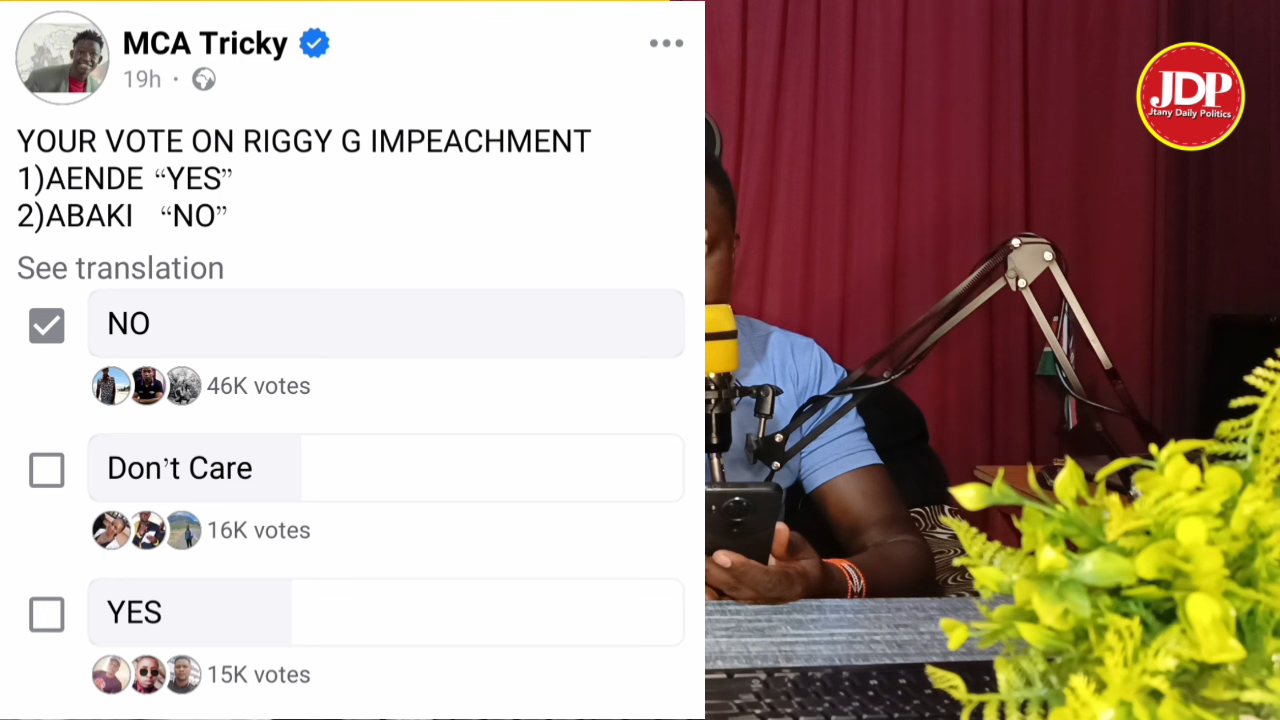 MCA Tricky
19h ·
YOUR VOTE ON RIGGY G IMPEACHMENT
1)AENDE “YES”
2)ABAKI “NO”
See translation
NO
46K votes
Don’t Care
16K votes
YES
15K votes
JDP
Jtany Daily Politics